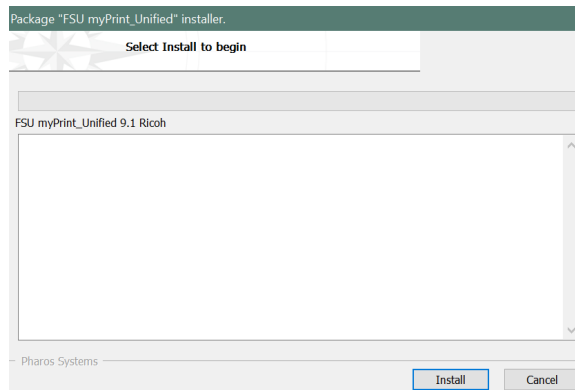 Package "FSU myPrint_Unified" installer.
Select Install to begin
FSU myPrint_Unified 9.1 Ricoh
Pharos Systems
Install Cancel